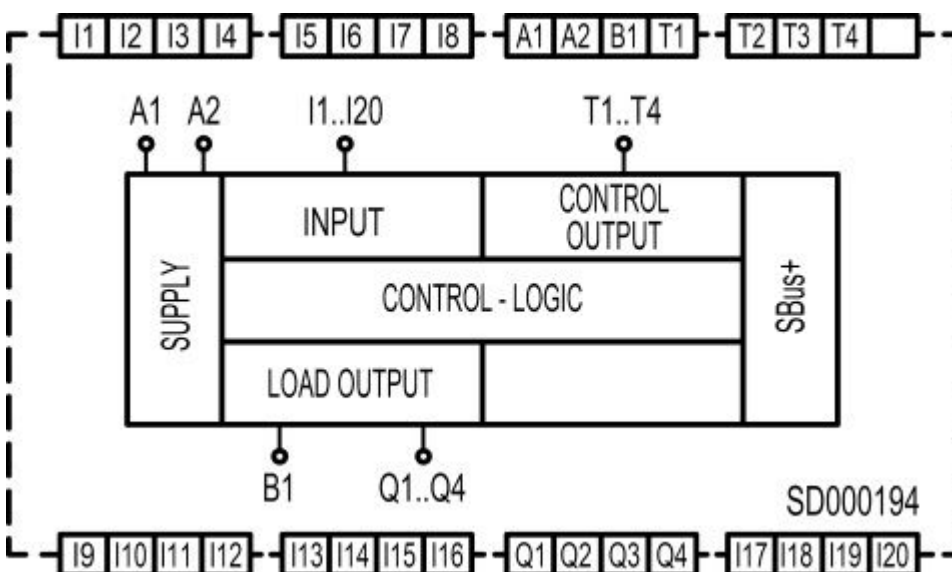 I1 I2 I3 I4 I5 I6 I7 I8 A1 A2 B1 T1 T2 T3 T4
A1 A2 I1..I20 T1..T4
INPUT
CONTROL
OUTPUT
SUPPLY
CONTROL - LOGIC
SBus+
LOAD OUTPUT
B1 Q1..Q4
SD000194
I9 I10 I11 I12 I13 I14 I15 I16 Q1 Q2 Q3 Q4 I17 I18 I19 I20